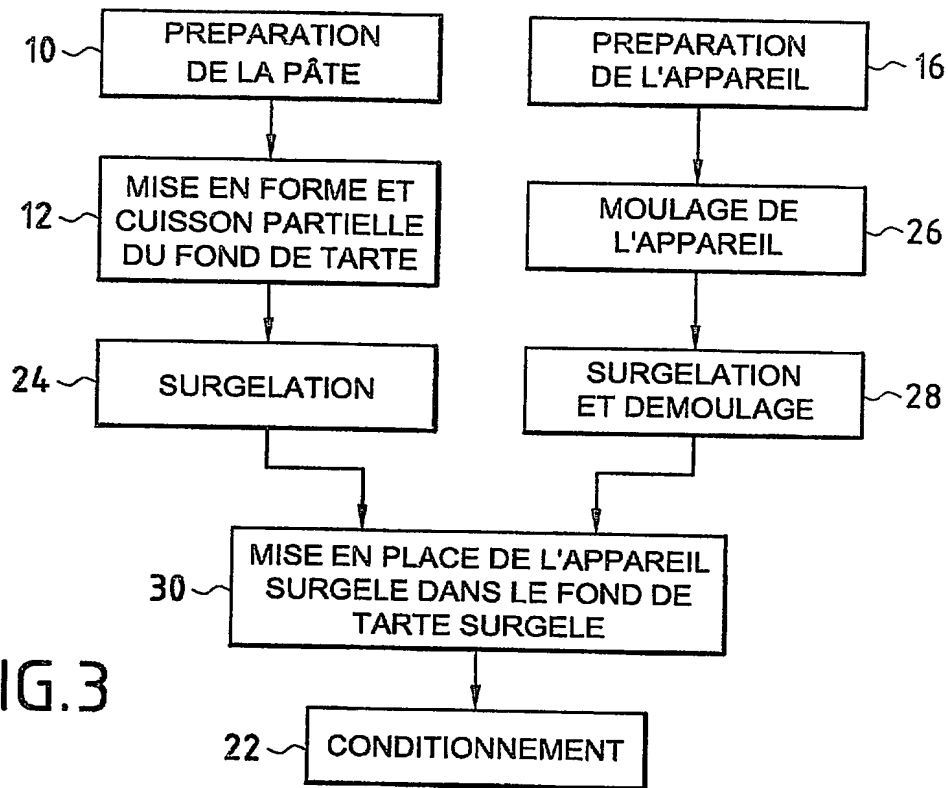 10
PREPARATION
DE LA PÂTE
PREPARATION
DE L'APPAREIL
16
12
MISE EN FORME ET
CUISSON PARTIELLE
DU FOND DE TARTE
MOULAGE DE
L'APPAREIL
26
24
SURGELATION
SURGELATION
ET DEMOULAGE
28
30
MISE EN PLACE DE L'APPAREIL
SURGELE DANS LE FOND DE
TARTE SURGELE
IG.3
22
CONDITIONNEMENT